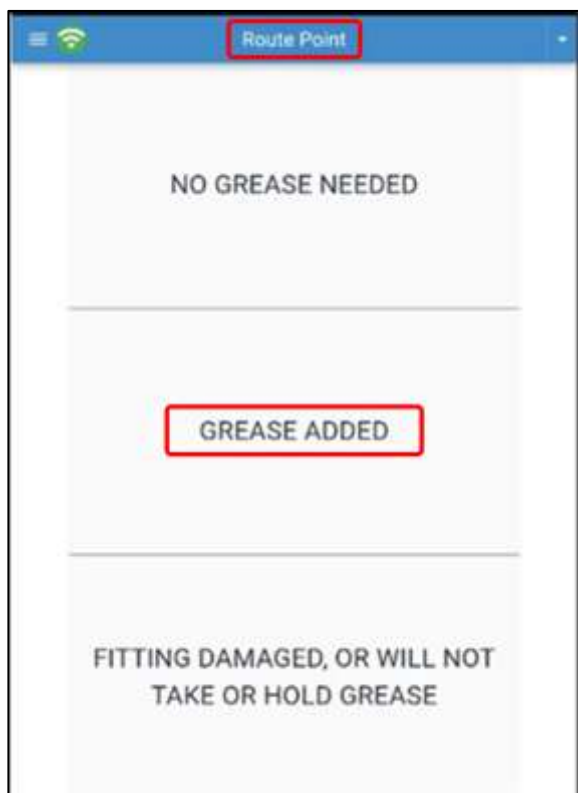 Route Point
NO GREASE NEEDED
GREASE ADDED
FITTING DAMAGED, OR WILL NOT
TAKE OR HOLD GREASE